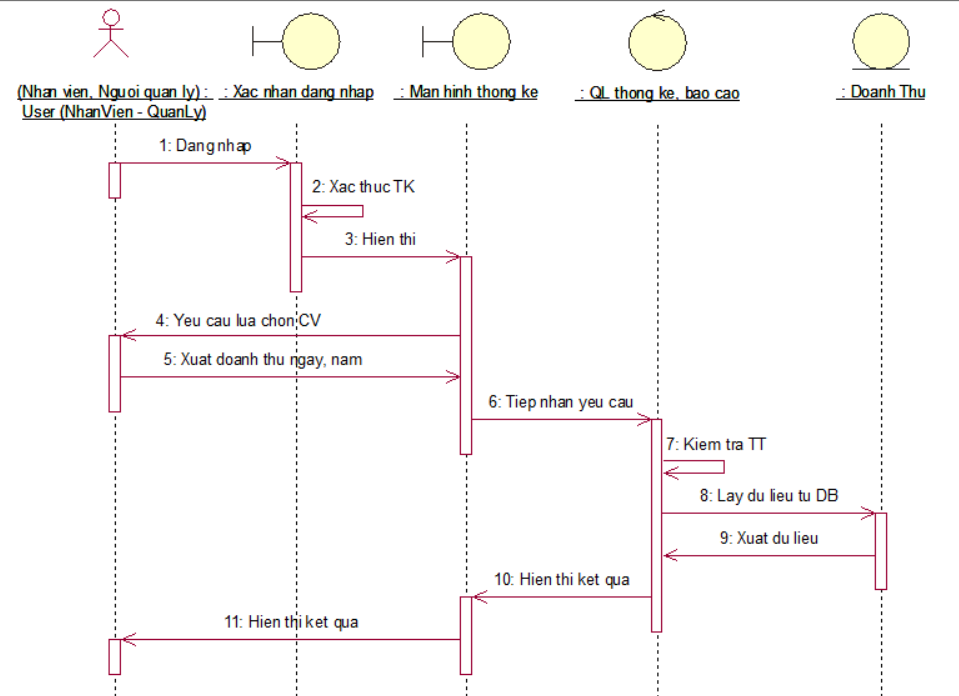 (Nhan vien, Nguoi quan ly) :
User (NhanVien - QuanLy)
: Xac nhan dang nhap
: Man hinh thong ke
: QL thong ke, bao cao
: Doanh Thu
1: Dang nhap
2: Xac thuc TK
3: Hien thi
4: Yeu cau lua chon CV
5: Xuat doanh thu ngay, nam
6: Tiep nhan yeu cau
7: Kiem tra TT
8: Lay du lieu tu DB
9: Xuat du lieu
10: Hien thi ket qua
11: Hien thi ket qua